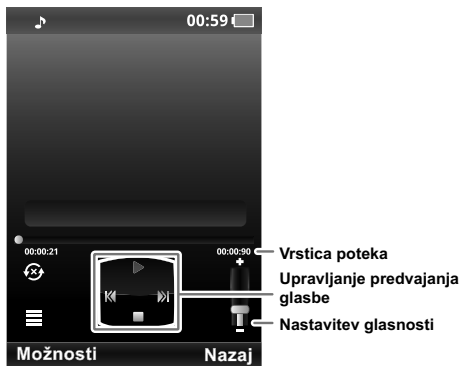 00:59
00:00:21
00:00:90
Vrstica poteka
Upravljanje predvajanja
glasbe
Nastavitev glasnosti
Možnosti
Nazaj